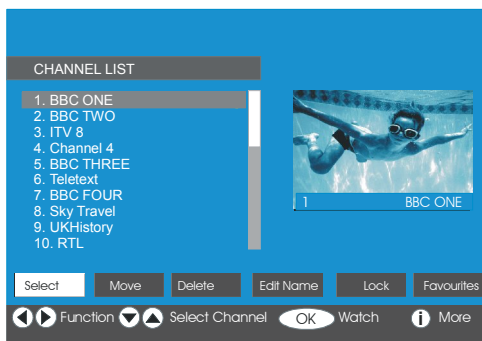 CHANNEL LIST
1. BBC ONE
2. BBC TWO
3. ITV 8
4. Channel 4
5. BBC THREE
6. Teletext
7. BBC FOUR
8. Sky Travel
9. UKHistory
10. RTL
1 BBC ONE
Select Move Delete Edit Name Lock Favourites
Function Select Channel OK Watch i More